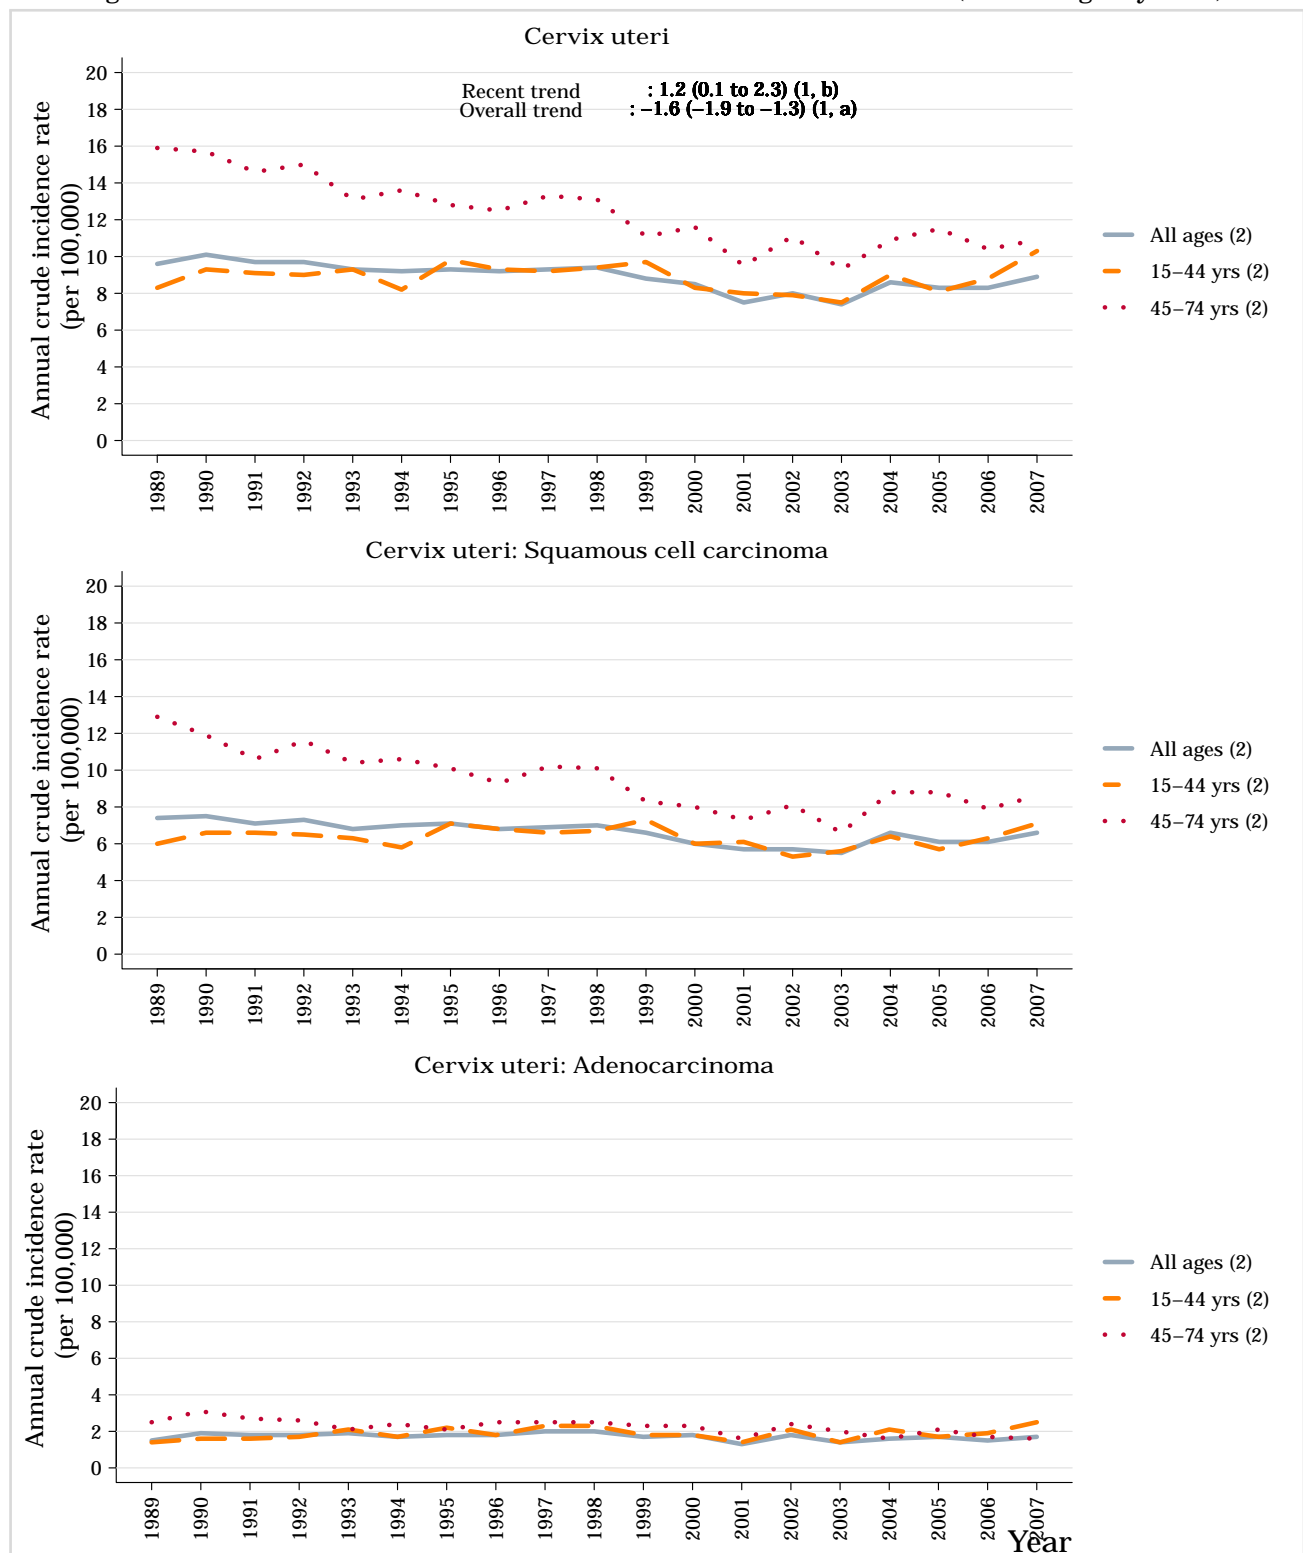 Cervix uteri
Recent trend : 1.2 (0.1 to 2.3) (1, b)
Overall trend : −1.6 (−1.9 to −1.3) (1, a)
Annual crude incidence rate
(per 100,000)
20
18
16
14
12
10
8
6
4
2
0
1989 1990 1991 1992 1993 1994 1995 1996 1997 1998 1999 2000 2001 2002 2003 2004 2005 2006 2007
All ages (2)
15−44 yrs (2)
45−74 yrs (2)
Cervix uteri: Squamous cell carcinoma
Annual crude incidence rate
(per 100,000)
20
18
16
14
12
10
8
6
4
2
0
1989 1990 1991 1992 1993 1994 1995 1996 1997 1998 1999 2000 2001 2002 2003 2004 2005 2006 2007
All ages (2)
15−44 yrs (2)
45−74 yrs (2)
Cervix uteri: Adenocarcinoma
Annual crude incidence rate
(per 100,000)
20
18
16
14
12
10
8
6
4
2
0
1989 1990 1991 1992 1993 1994 1995 1996 1997 1998 1999 2000 2001 2002 2003 2004 2005 2006 2007
Year
All ages (2)
15−44 yrs (2)
45−74 yrs (2)